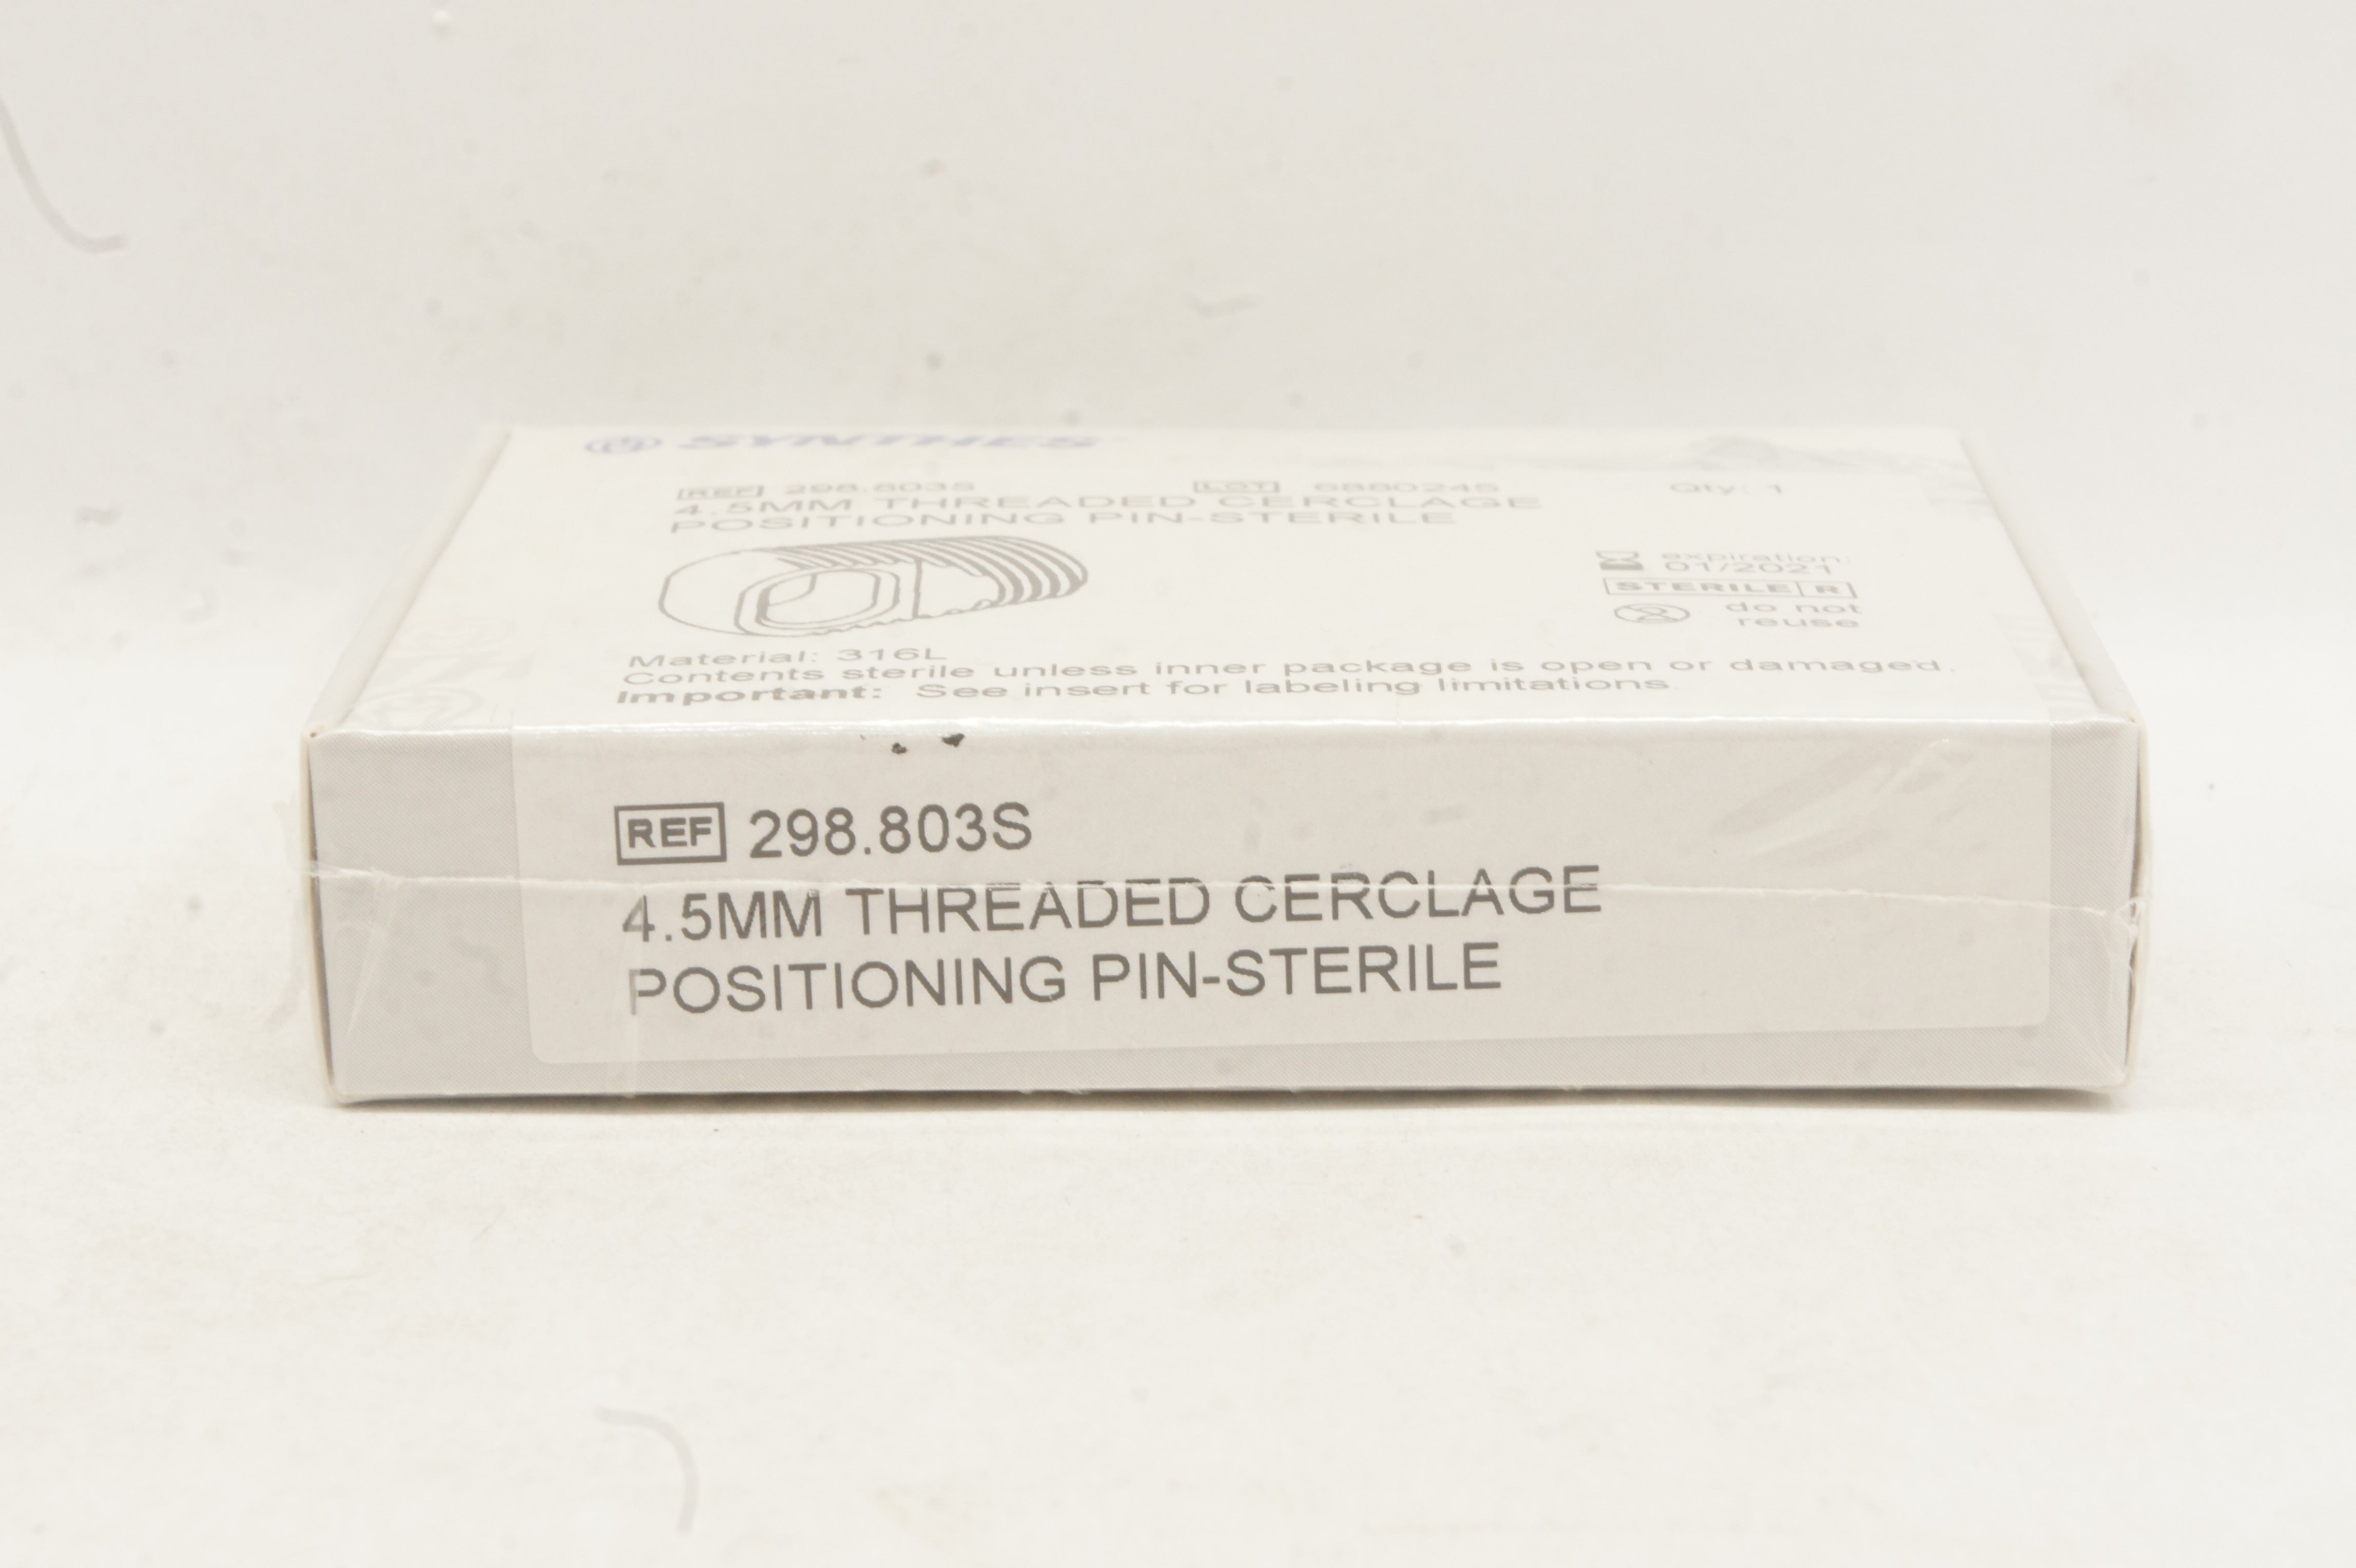 SYNTHES
REF 298.803S LOT 6880245 Qty: 1
4.5MM THREADED CERCLAGE
POSITIONING PIN-STERILE
expiration:
01/2021
STERILE R
do not
reuse
Material: 316L
Contents sterile unless inner package is open or damaged.
Important: See insert for labeling limitations
REF 298.803S
4.5MM THREADED CERCLAGE
POSITIONING PIN-STERILE